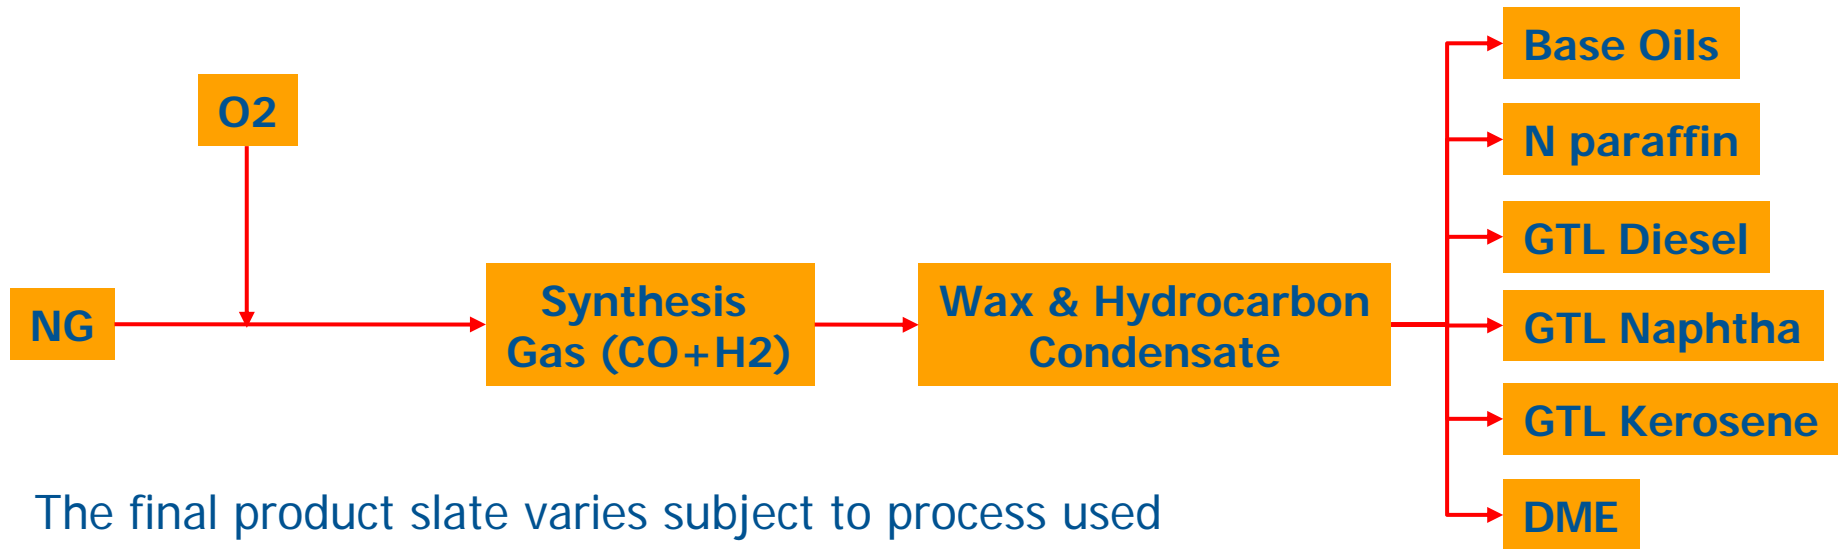 O2
NG
Synthesis
Gas (CO+H2)
Wax & Hydrocarbon
Condensate
Base Oils
N paraffin
GTL Diesel
GTL Naphtha
GTL Kerosene
DME
The final product slate varies subject to process used